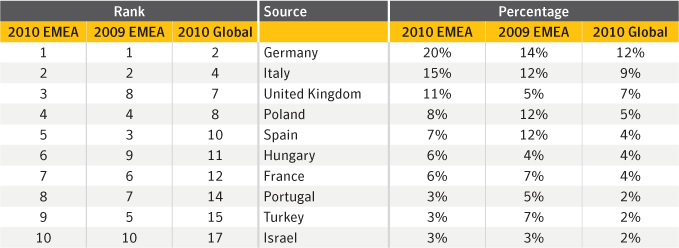 Rank Source Percentage
2010 EMEA 2009 EMEA 2010 Global 2010 EMEA 2009 EMEA 2010 Global
1 1 2 Germany 20% 14% 12%
2 2 4 Italy 15% 12% 9%
3 8 7 United Kingdom 11% 5% 7%
4 4 8 Poland 8% 12% 5%
5 3 10 Spain 7% 12% 4%
6 9 11 Hungary 6% 4% 4%
7 6 12 France 6% 7% 4%
8 7 14 Portugal 3% 5% 2%
9 5 15 Turkey 3% 7% 2%
10 10 17 Israel 3% 3% 2%